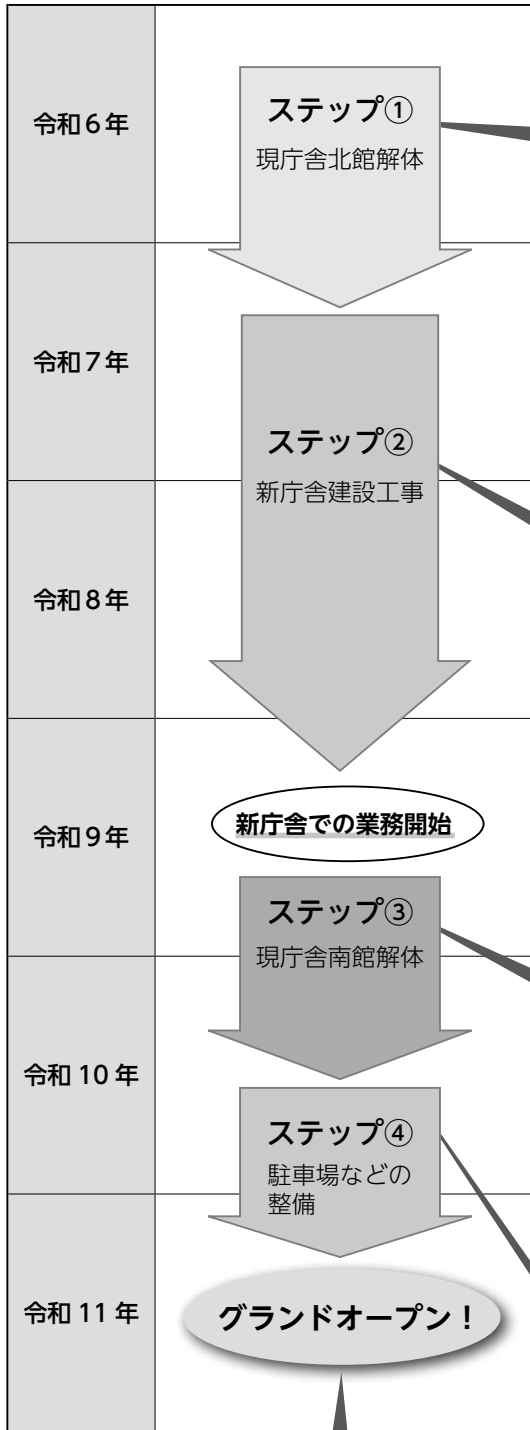 令和6年
ステップ①
現庁舎北館解体
令和7年
ステップ②
新庁舎建設工事
令和8年
令和9年
新庁舎での業務開始
ステップ③
現庁舎南館解体
令和 10 年
ステップ④
駐車場などの
整備
令和 11 年
グランドオープン！